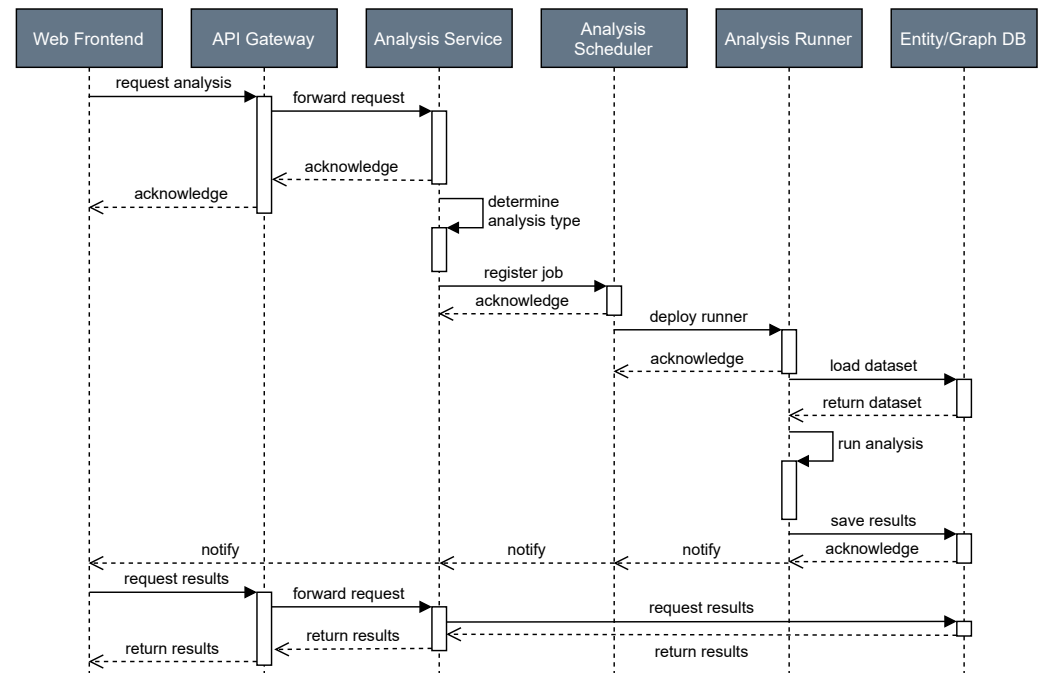 Web Frontend
API Gateway
Analysis Service
Analysis
Scheduler
Analysis Runner
Entity/Graph DB
request analysis
forward request
acknowledge
acknowledge
determine
analysis type
register job
acknowledge
deploy runner
acknowledge
load dataset
return dataset
run analysis
save results
acknowledge
notify
notify
notify
request results
forward request
request results
return results
return results
return results